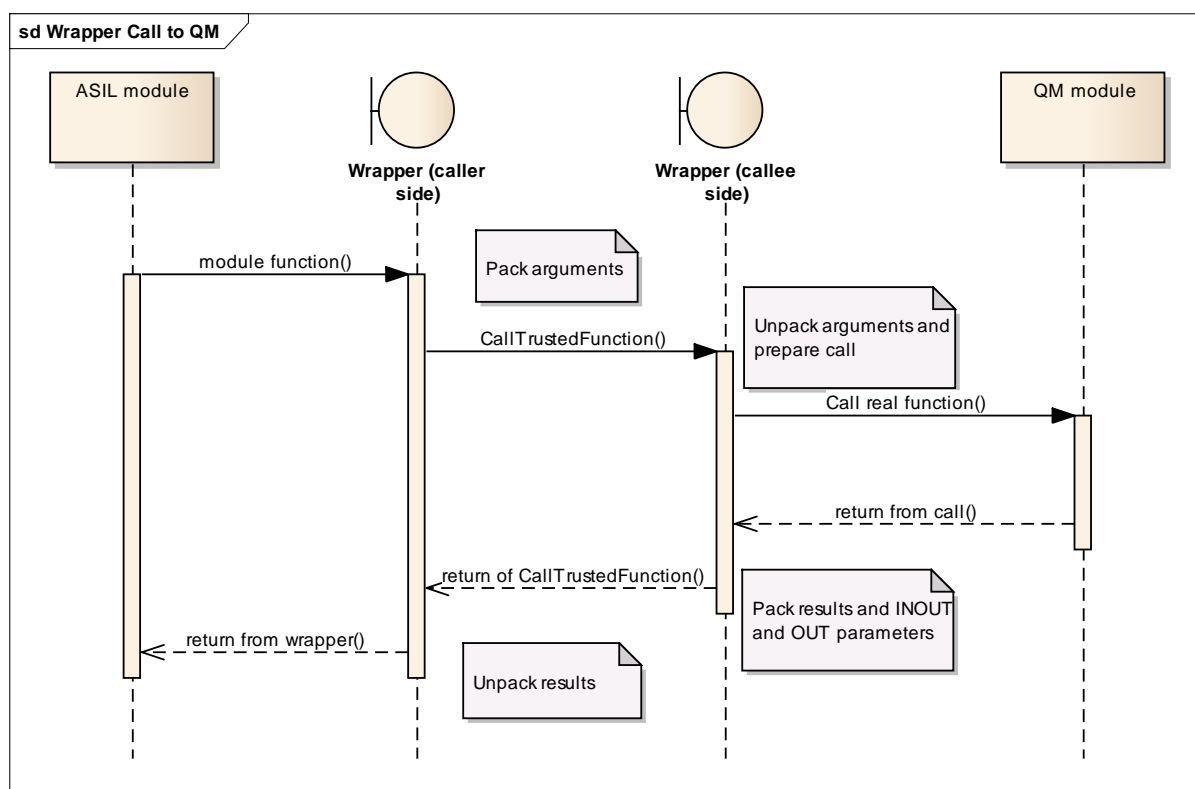 sd Wrapper Call to QM
ASIL module
QM module
Wrapper (caller
side)
Wrapper (callee
side)
module function()
Pack arguments
CallTrustedFunction()
Unpack arguments and
prepare call
Call real function()
return from call()
return of CallTrustedFunction()
Pack results and INOUT
and OUT parameters
return from wrapper()
Unpack results